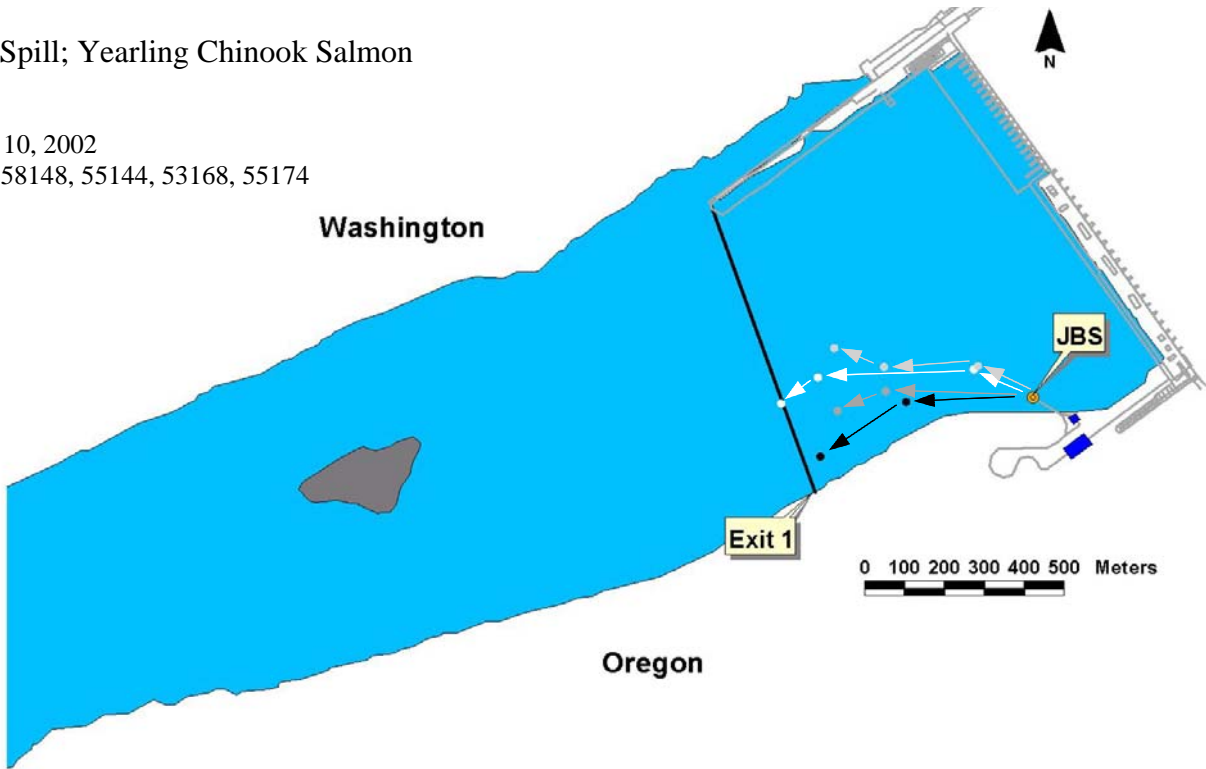 Spill; Yearling Chinook Salmon
N
10, 2002
58148, 55144, 53168, 55174
Washington
JBS
Exit 1
0 100 200 300 400 500 Meters
Oregon